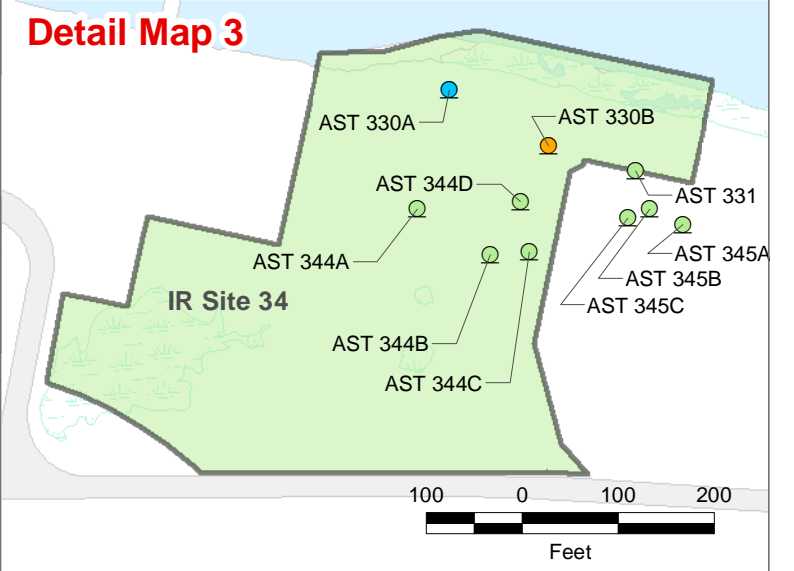 Detail Map 3
AST 330A
AST 330B
AST 344D
AST 331
AST 344A
AST 345A
AST 345B
IR Site 34
AST 345C
AST 344B
AST 344C
100 0 100 200
Feet